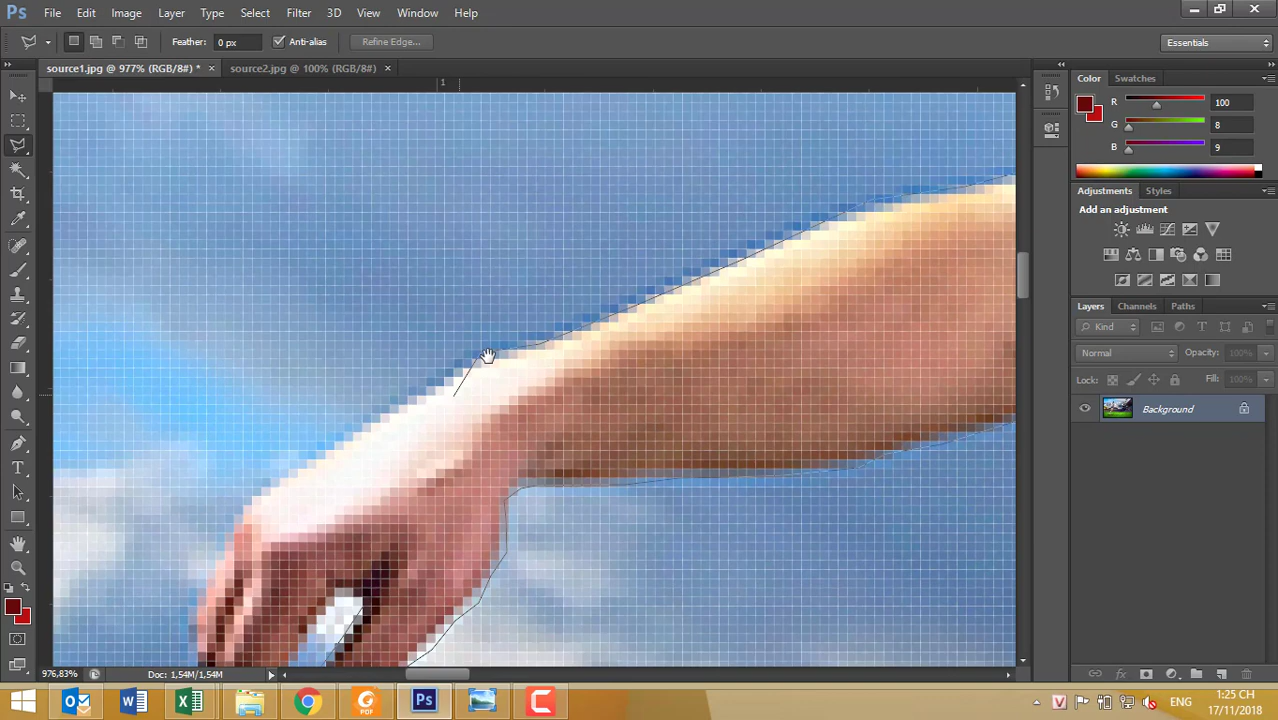 Ps File Edit Image Layer Type Select Filter 3D View Window Help
Feather: 0 px Anti-alias Refine Edge... Essentials
source1.jpg @ 977% (RGB/8#) * × source2.jpg @ 100% (RGB/8#) ×
1
Color Swatches
R 100
G 8
B 9
Adjustments Styles
Add an adjustment
Layers Channels Paths
Kind
Normal Opacity: 100%
Lock: Fill: 100%
Background
976,83% Doc: 1,54M/1,54M
ENG 1:25 CH
17/11/2018